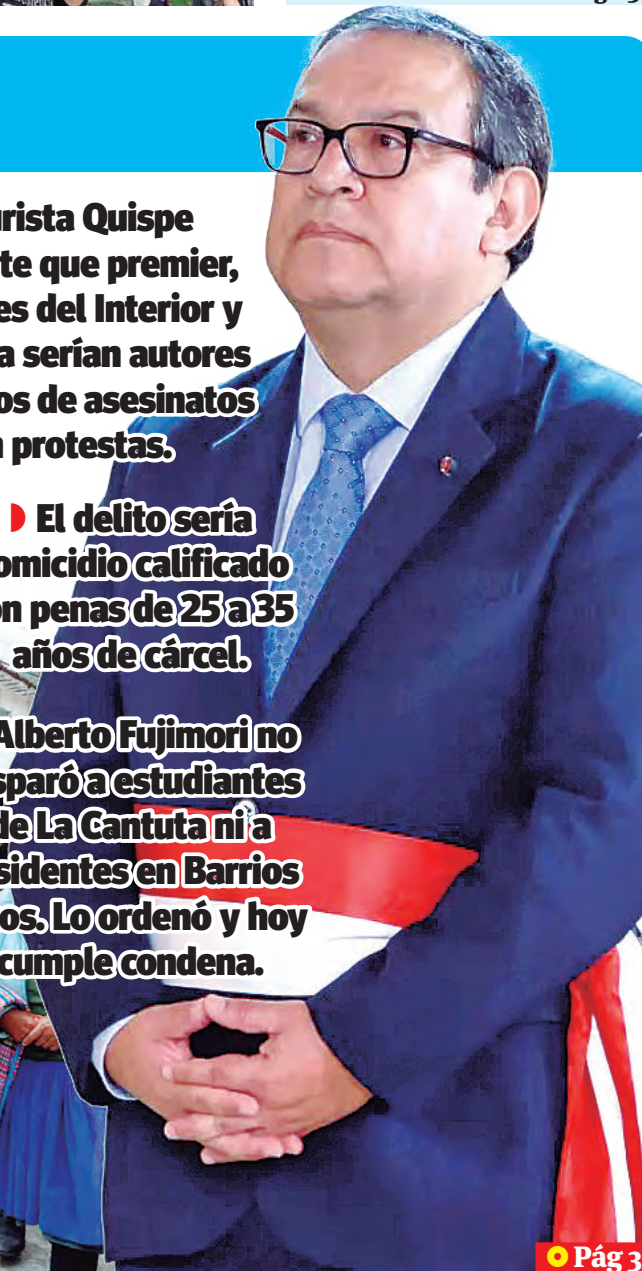 urista Quispe
te que premier,
es del Interior y
a serían autores
os de asesinatos
n protestas.
El delito sería
omicidio calificado
on penas de 25 a 35
años de cárcel.
Alberto Fujimori no
sparó a estudiantes
de La Cantuta ni a
sidentes en Barrios
os. Lo ordenó y hoy
cumple condena.
Pág 3